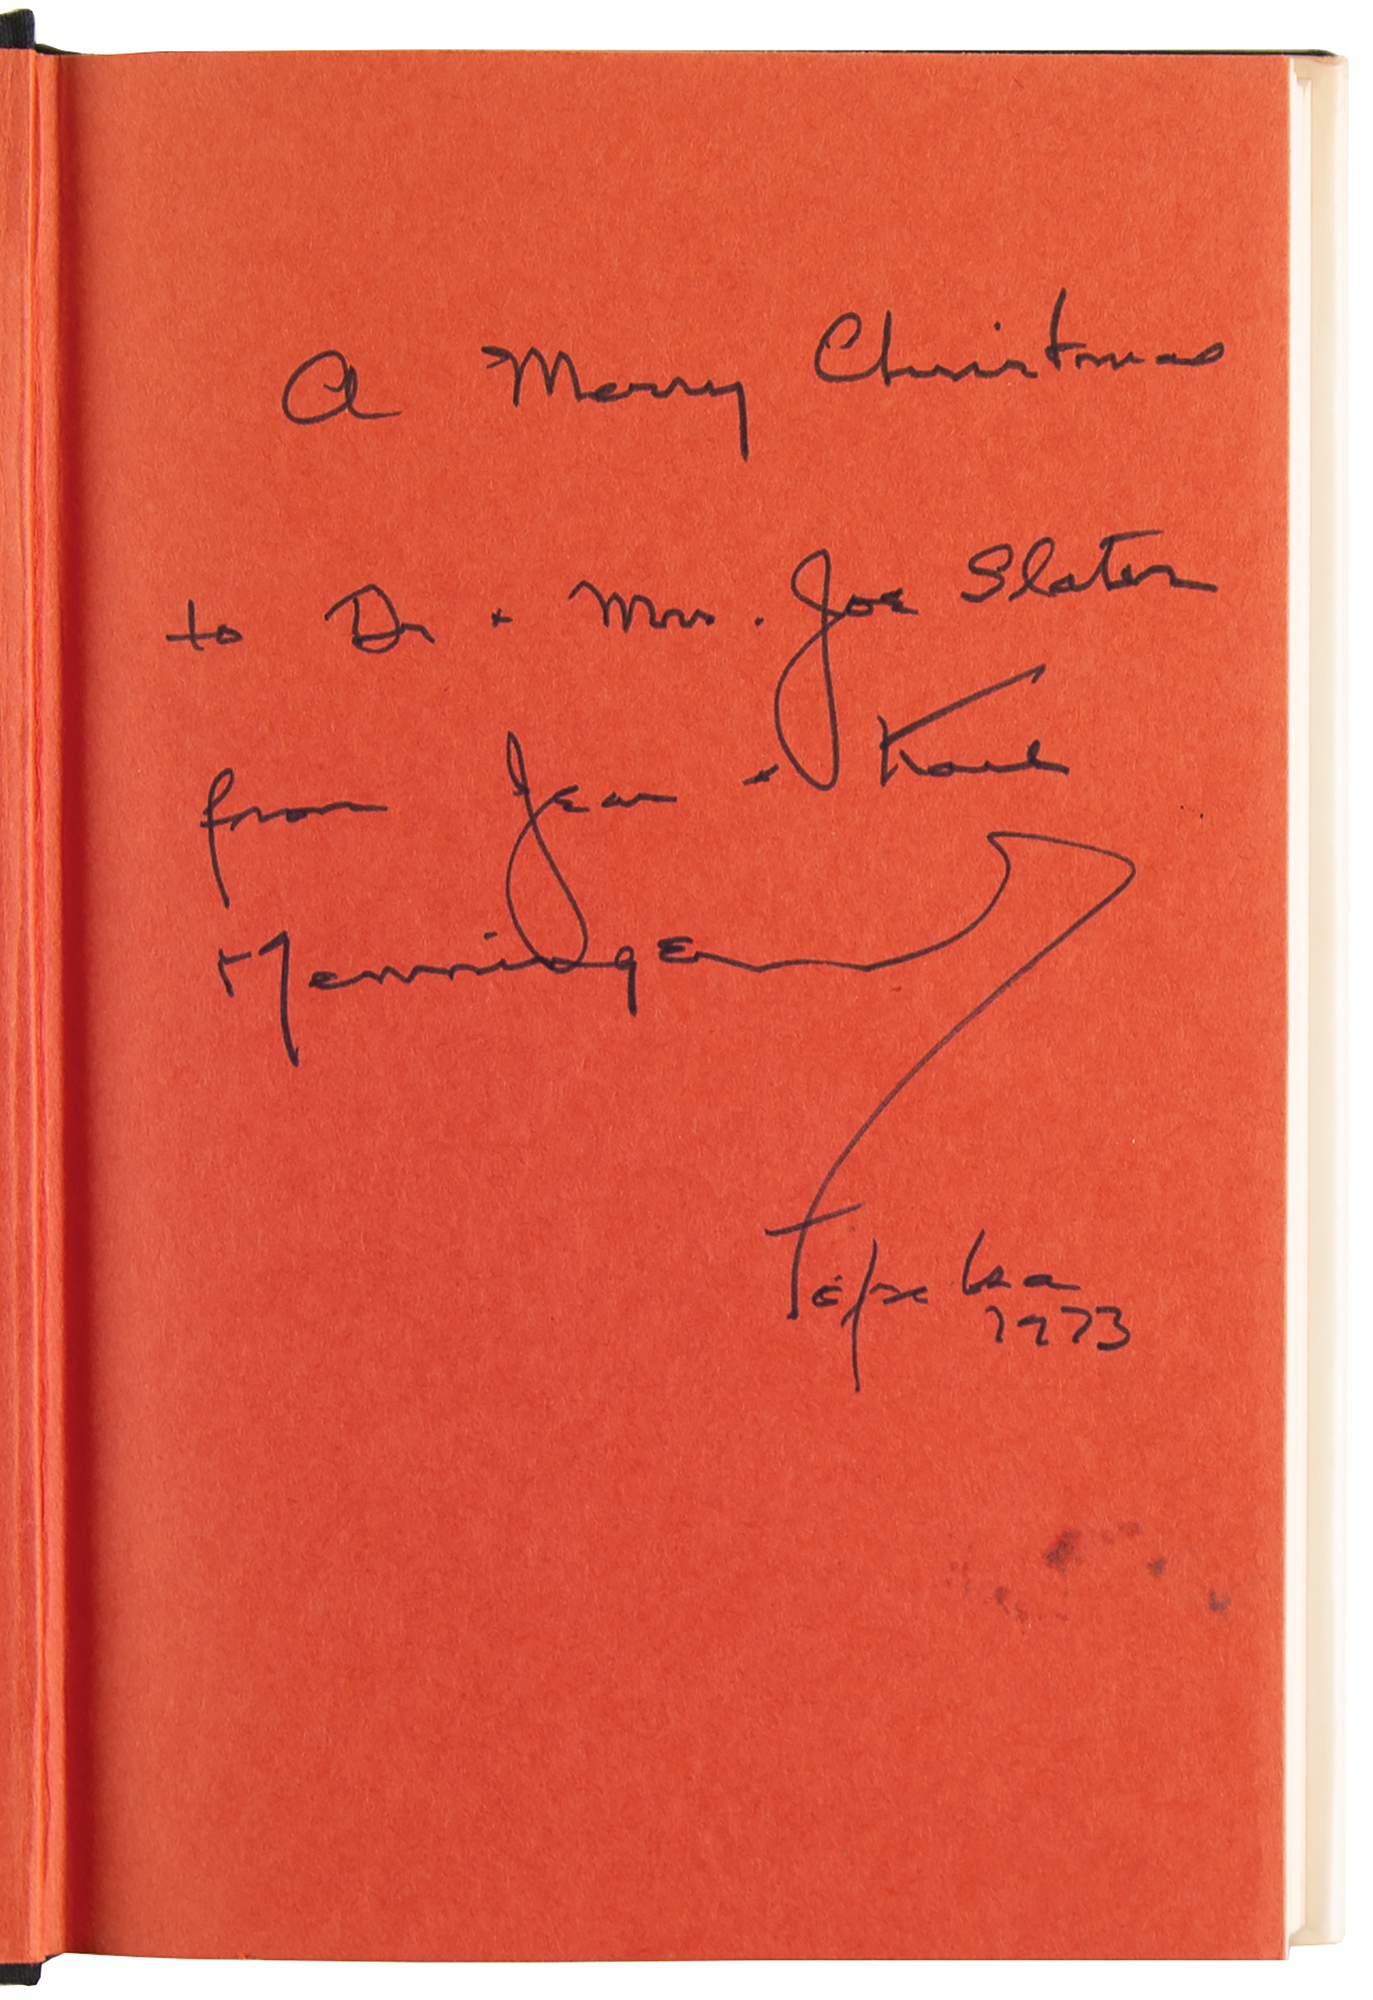 A Merry Christmas
to Dr + Mrs. Joe Slater
from Jean + Karl
Menninger
Topeka
1973